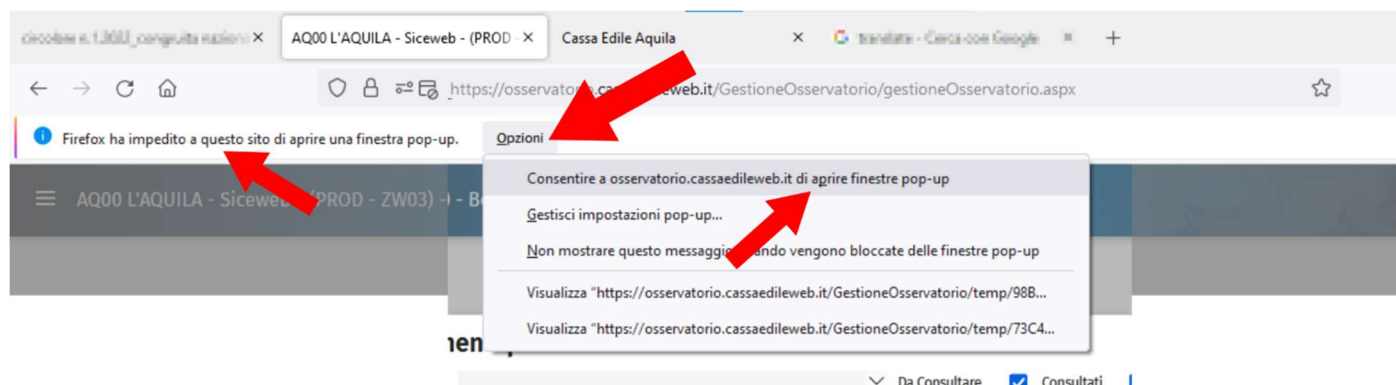 AQ00 L'AQUILA - Siceweb - (PROD -
Cassa Edile Aquila
https://osservatorio.cassaedileweb.it/GestioneOsservatorio/gestioneOsservatorio.aspx
Firefox ha impedito a questo sito di aprire una finestra pop-up. Opzioni
Consentire a osservatorio.cassaedileweb.it di aprire finestre pop-up
AQ00 L'AQUILA - Siceweb (PROD - ZW03) - - B
Gestisci impostazioni pop-up...
Non mostrare questo messaggio quando vengono bloccate delle finestre pop-up
Visualizza "https://osservatorio.cassaedileweb.it/GestioneOsservatorio/temp/98B...
Visualizza "https://osservatorio.cassaedileweb.it/GestioneOsservatorio/temp/73C4...
Da Consultare Consultati